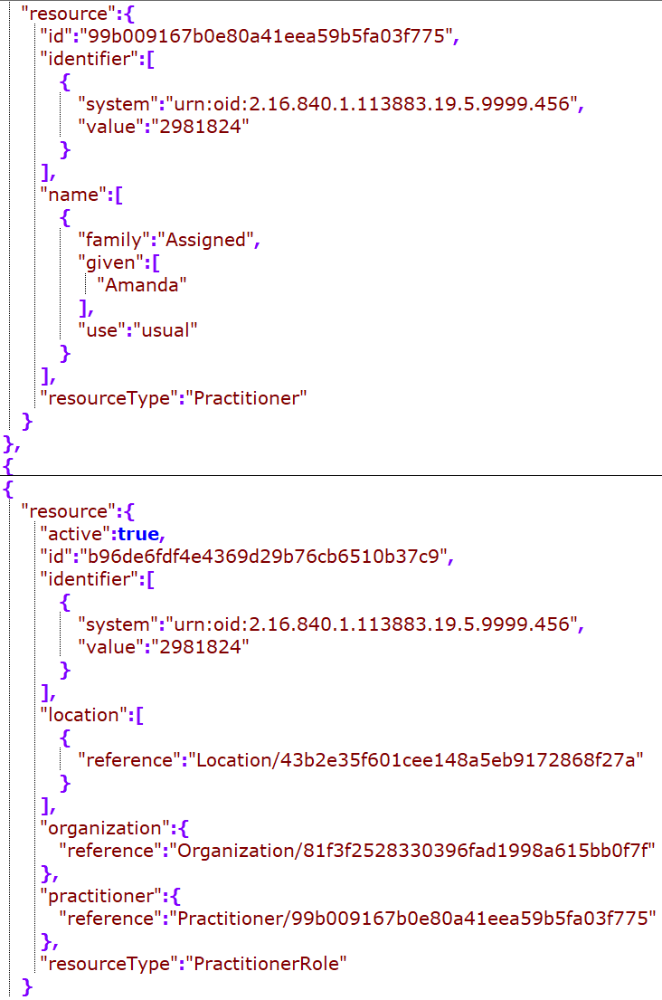 "resource":{
"id":"99b009167b0e80a41eea59b5fa03f775",
"identifier":[
{
"system":"urn:oid:2.16.840.1.113883.19.5.9999.456",
"value":"2981824"
}
],
"name":[
{
"family":"Assigned",
"given":[
"Amanda"
],
"use":"usual"
}
],
"resourceType":"Practitioner"
}
},
{
{
"resource":{
"active":true,
"id":"b96de6fdf4e4369d29b76cb6510b37c9",
"identifier":[
{
"system":"urn:oid:2.16.840.1.113883.19.5.9999.456",
"value":"2981824"
}
],
"location":[
{
"reference":"Location/43b2e35f601cee148a5eb9172868f27a"
}
],
"organization":{
"reference":"Organization/81f3f2528330396fad1998a615bb0f7f"
},
"practitioner":{
"reference":"Practitioner/99b009167b0e80a41eea59b5fa03f775"
},
"resourceType":"PractitionerRole"
}